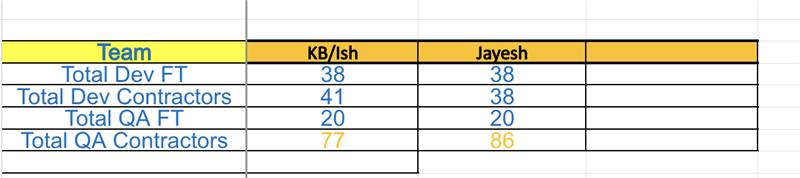 Team KB/Ish Jayesh
Total Dev FT 38 38
Total Dev Contractors 41 38
Total QA FT 20 20
Total QA Contractors 77 86